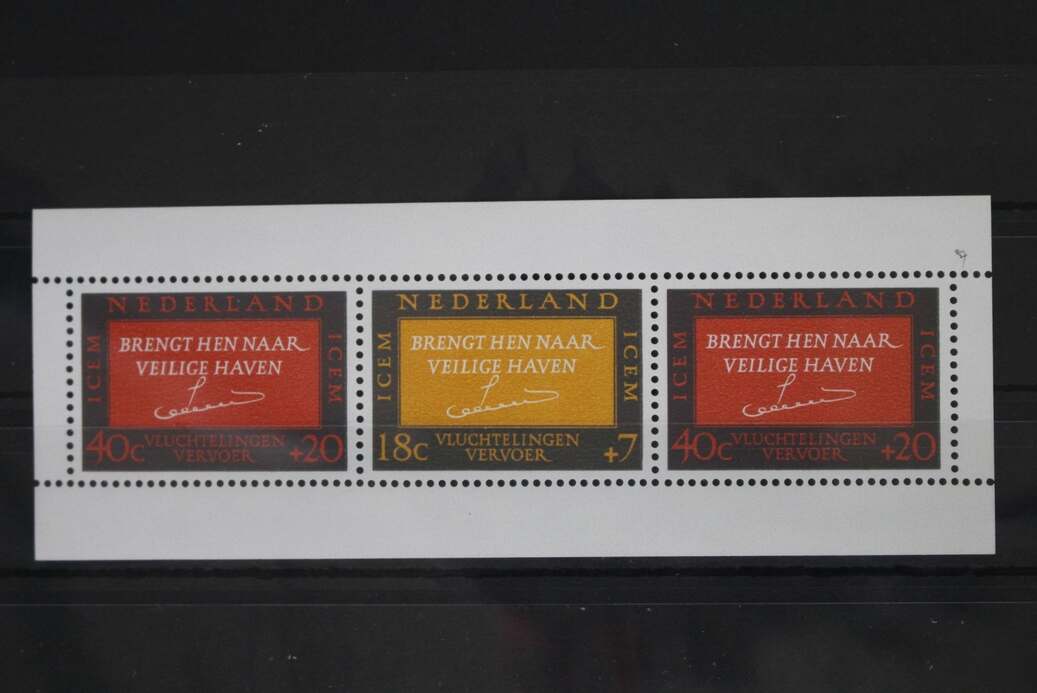 NEDERLAND
ICEM
BRENGT HEN NAAR
VEILIGE HAVEN
ICEM
40c
VLUCHTELINGEN
VERVOER
+20
NEDERLAND
ICEM
BRENGT HEN NAAR
VEILIGE HAVEN
ICEM
18c
VLUCHTELINGEN
VERVOER
+7
NEDERLAND
ICEM
BRENGT HEN NAAR
VEILIGE HAVEN
ICEM
40c
VLUCHTELINGEN
VERVOER
+20